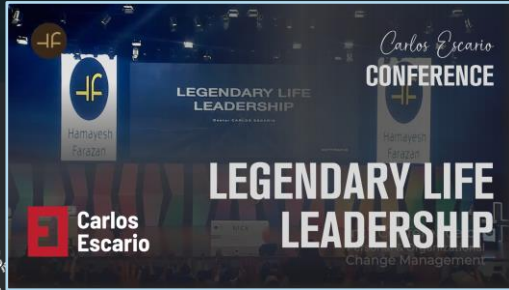 Carlos Escario
CONFERENCE
LEGENDARY LIFE
LEADERSHIP
Hamayesh
Farazan
Hamayesh
Farazan
LEGENDARY LIFE
LEADERSHIP
Carlos
Escario
Change Management